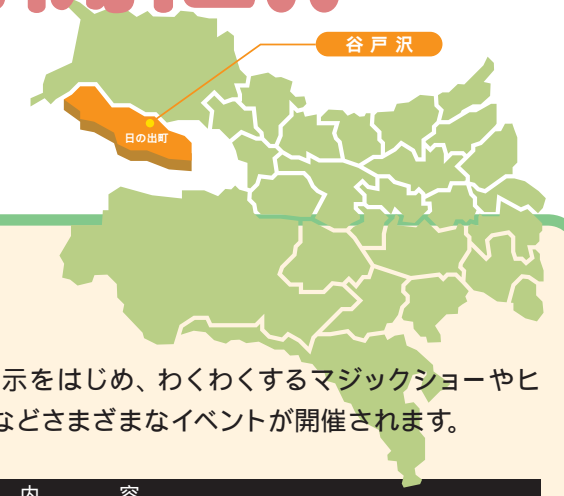 谷戸沢
日の出町
示をはじめ、わくわくするマジックショーやヒ
などさまざまなイベントが開催されます。
内容